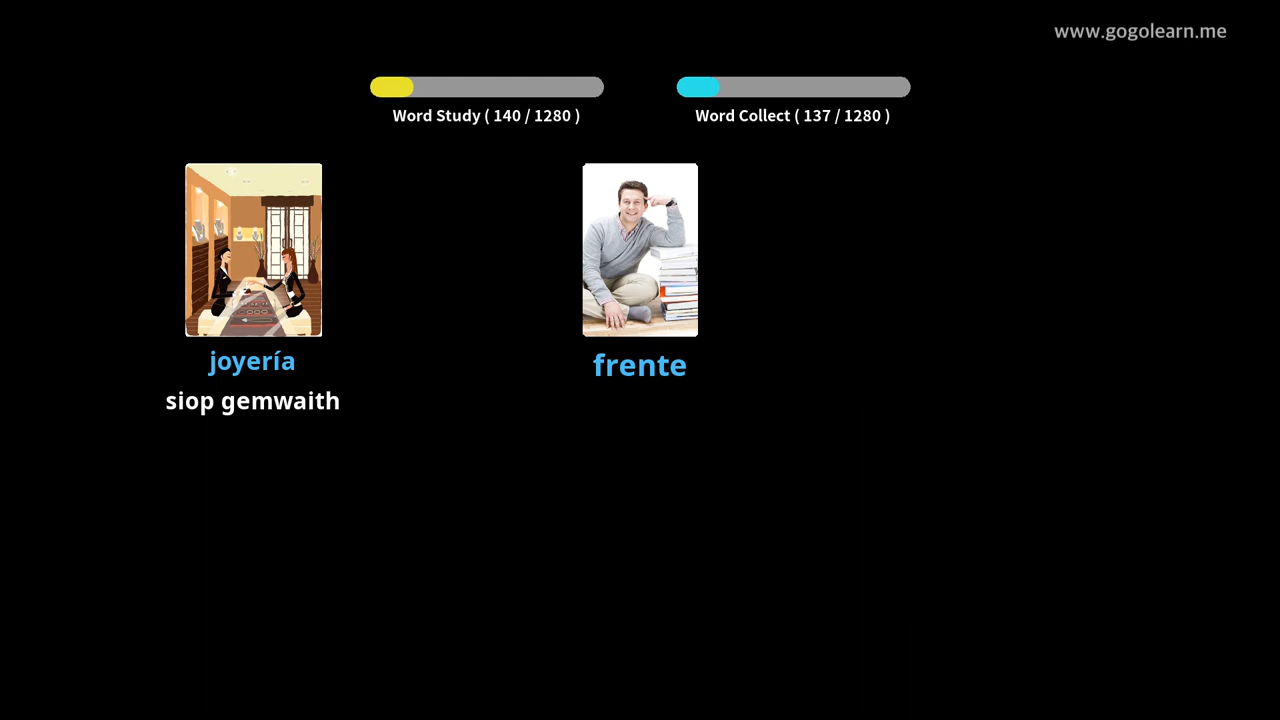 www.gogolearn.me
Word Study ( 140 / 1280 )
Word Collect ( 137 / 1280 )
joyería
siop gemwaith
frente